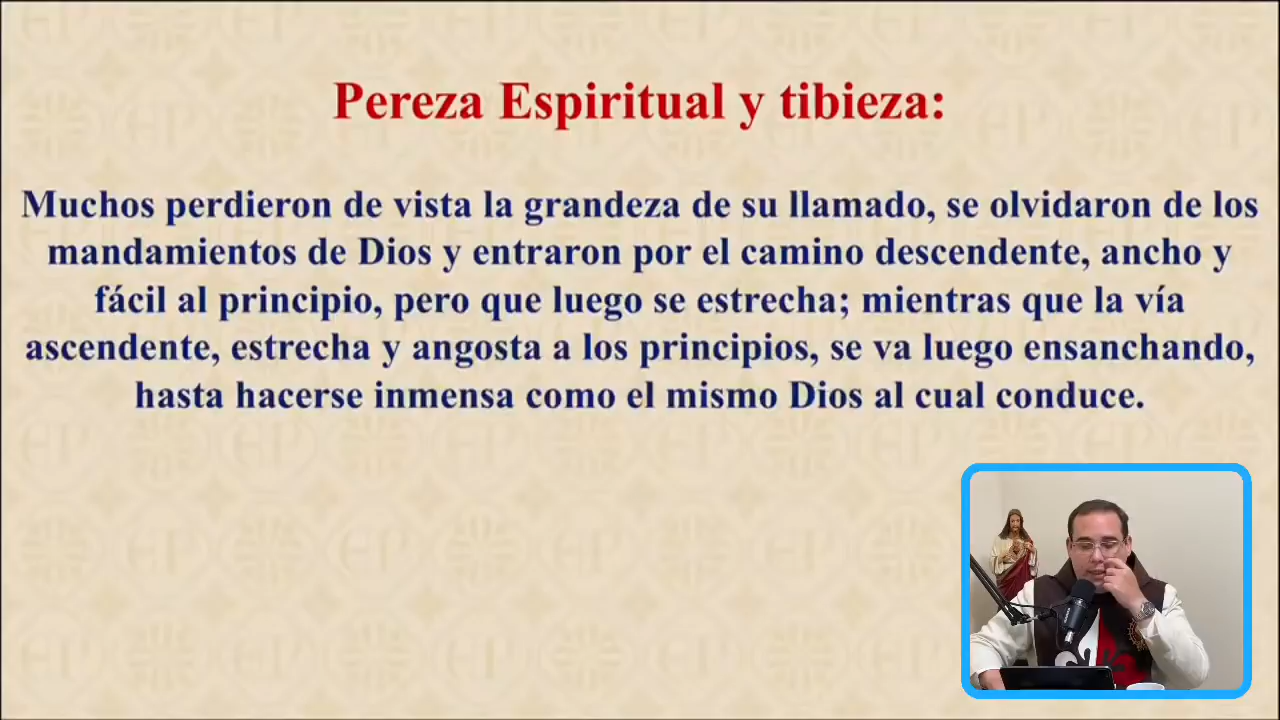 Pereza Espiritual y tibieza:
Muchos perdieron de vista la grandeza de su llamado, se olvidaron de los
mandamientos de Dios y entraron por el camino descendente, ancho y
fácil al principio, pero que luego se estrecha; mientras que la vía
ascendente, estrecha y angosta a los principios, se va luego ensanchando,
hasta hacerse inmensa como el mismo Dios al cual conduce.